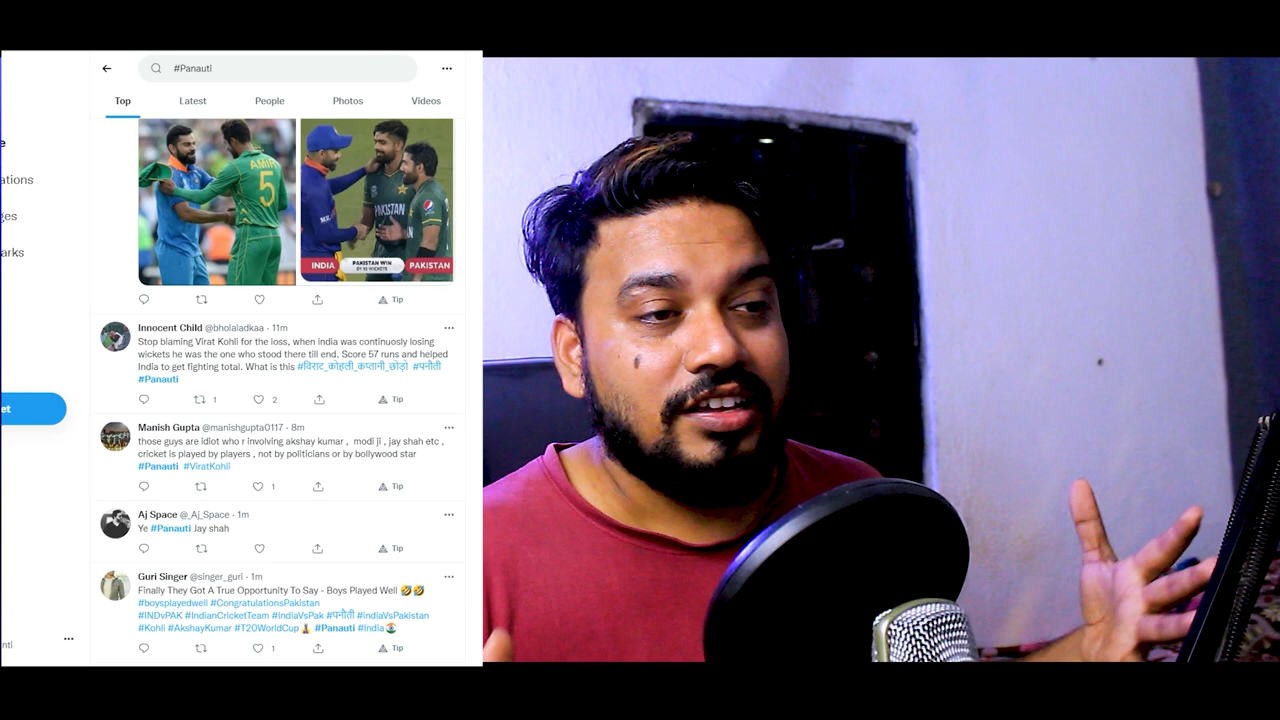 #Panauti
Top Latest People Photos Videos
e
ations
ges
arks
et
nti
AMIR
5
PAKISTAN
INDIA PAKISTAN WIN PAKISTAN
BY 10 WICKETS
Tip
Innocent Child @bholaladkaa · 11m
Stop blaming Virat Kohli for the loss, when india was continuosly losing
wickets he was the one who stood there till end. Score 57 runs and helped
India to get fighting total. What is this #विराट_कोहली_कप्तानी_छोड़ो #पनौती
#Panauti
1 2 Tip
Manish Gupta @manishgupta0117 · 8m
those guys are idiot who r involving akshay kumar , modi ji , jay shah etc ,
cricket is played by players , not by politicians or by bollywood star
#Panauti #ViratKohli
1 Tip
Aj Space @_Aj_Space · 1m
Ye #Panauti Jay shah
Tip
Guri Singer @singer_guri · 1m
Finally They Got A True Opportunity To Say - Boys Played Well 🤣🤣
#boysplayedwell #CongratulationsPakistan
#INDvPAK #IndianCricketTeam #IndiaVsPak #पनौती #indiaVsPakistan
#Kohli #AkshayKumar #T20WorldCup #Panauti #India
1 Tip